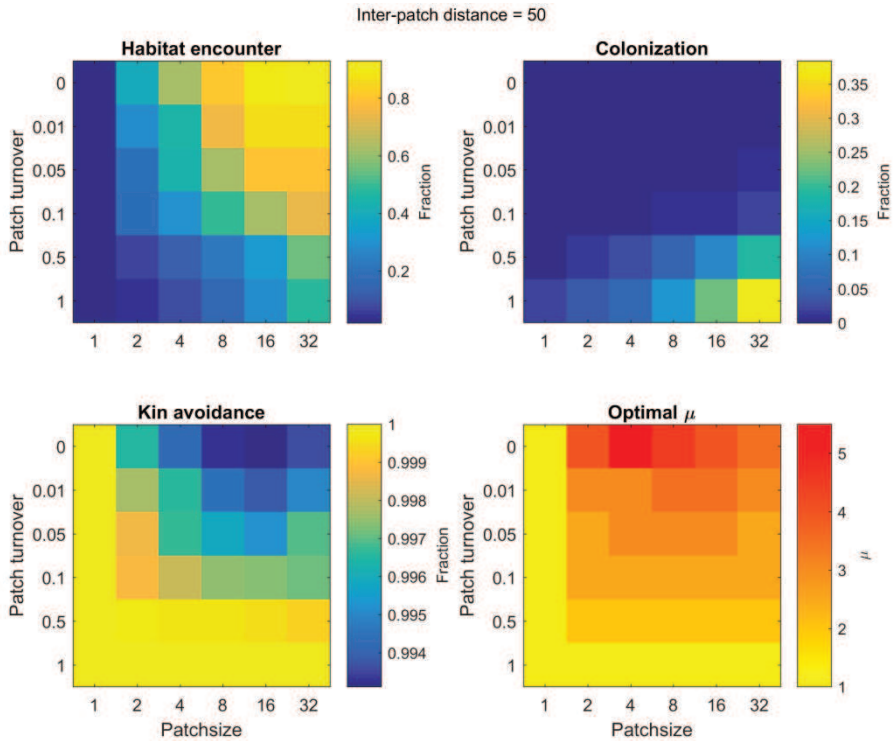 Inter-patch distance = 50
Habitat encounter
Patch turnover
0
0.01
0.05
0.1
0.5
1
1 2 4 8 16 32
0.8
0.6
0.4
0.2
Fraction
Colonization
Patch turnover
0
0.01
0.05
0.1
0.5
1
1 2 4 8 16 32
0.35
0.3
0.25
0.2
0.15
0.1
0.05
0
Fraction
Kin avoidance
Patch turnover
0
0.01
0.05
0.1
0.5
1
1 2 4 8 16 32
Patchsize
1
0.999
0.998
0.997
0.996
0.995
0.994
Fraction
Optimal μ
Patch turnover
0
0.01
0.05
0.1
0.5
1
1 2 4 8 16 32
Patchsize
5
4
3
2
1
μ